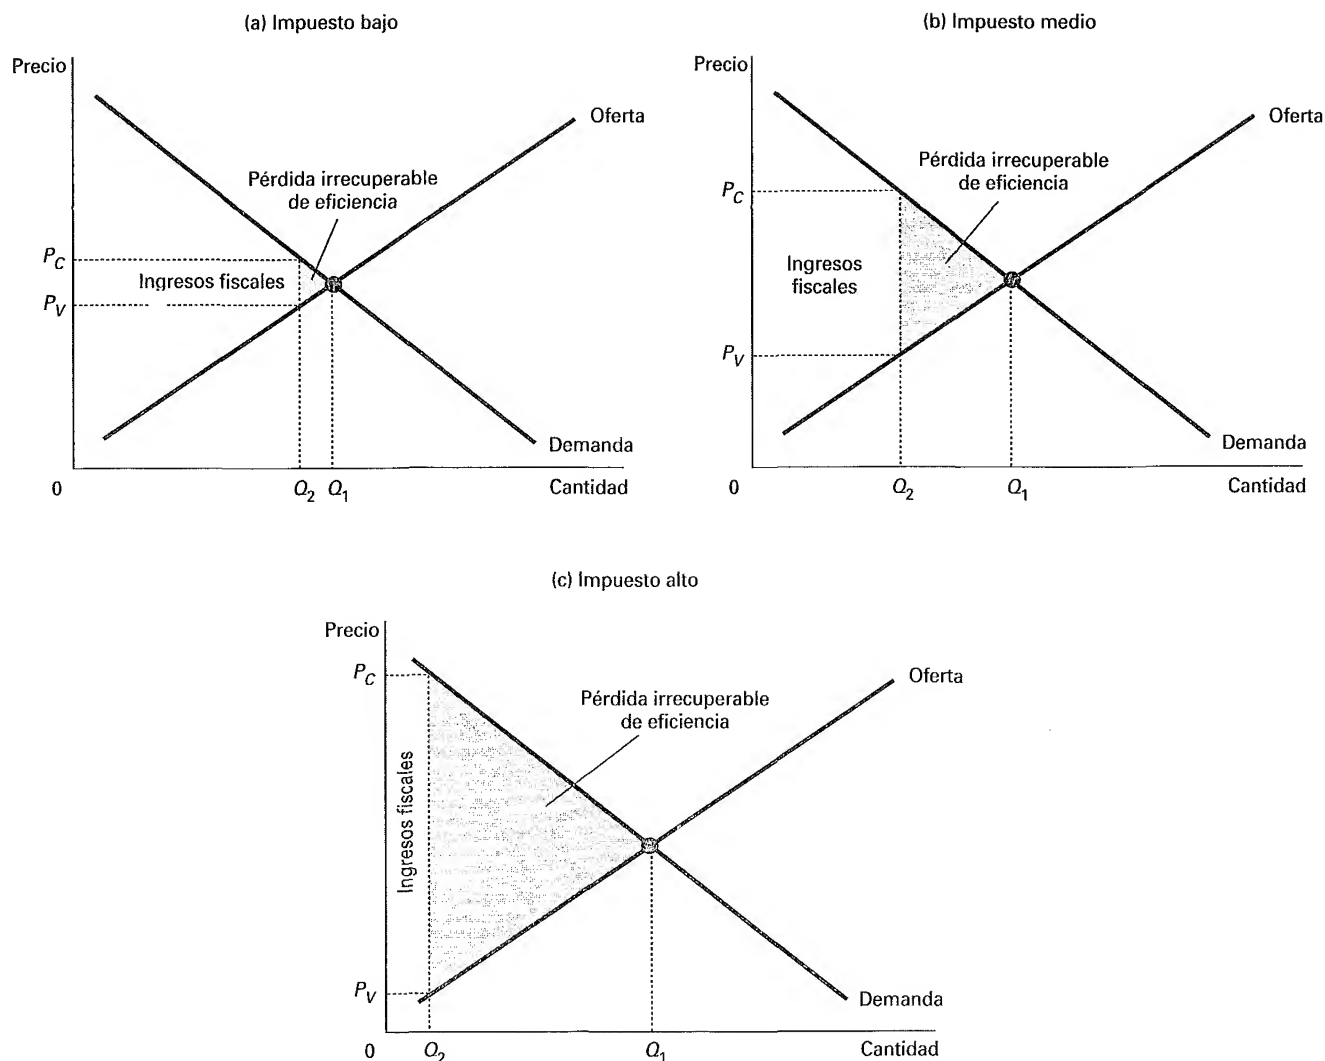 (a) Impuesto bajo
Precio
Oferta
Pérdida irrecuperable
de eficiencia
P_C
Ingresos fiscales
P_V
Demanda
0
Q_2
Q_1
Cantidad
(b) Impuesto medio
Precio
Oferta
Pérdida irrecuperable
de eficiencia
P_C
Ingresos
fiscales
P_V
Demanda
0
Q_2
Q_1
Cantidad
(c) Impuesto alto
Precio
P_C
Oferta
Pérdida irrecuperable
de eficiencia
Ingresos fiscales
P_V
Demanda
0
Q_2
Q_1
Cantidad